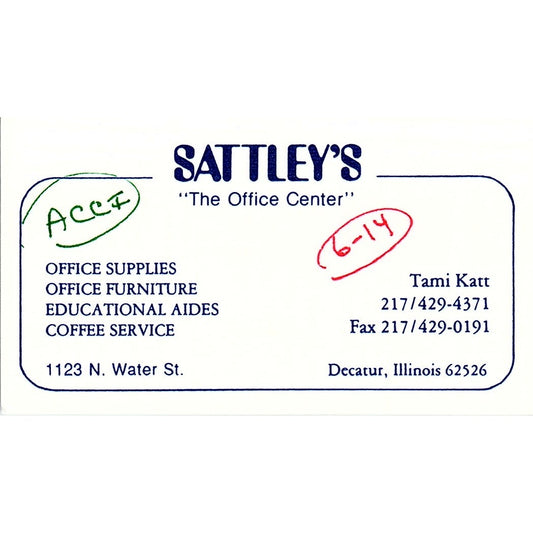 SATTLEY'S
"The Office Center"
ACCI
6-14
OFFICE SUPPLIES
OFFICE FURNITURE
EDUCATIONAL AIDES
COFFEE SERVICE
1123 N. Water St.
Tami Katt
217/429-4371
Fax 217/429-0191
Decatur, Illinois 62526